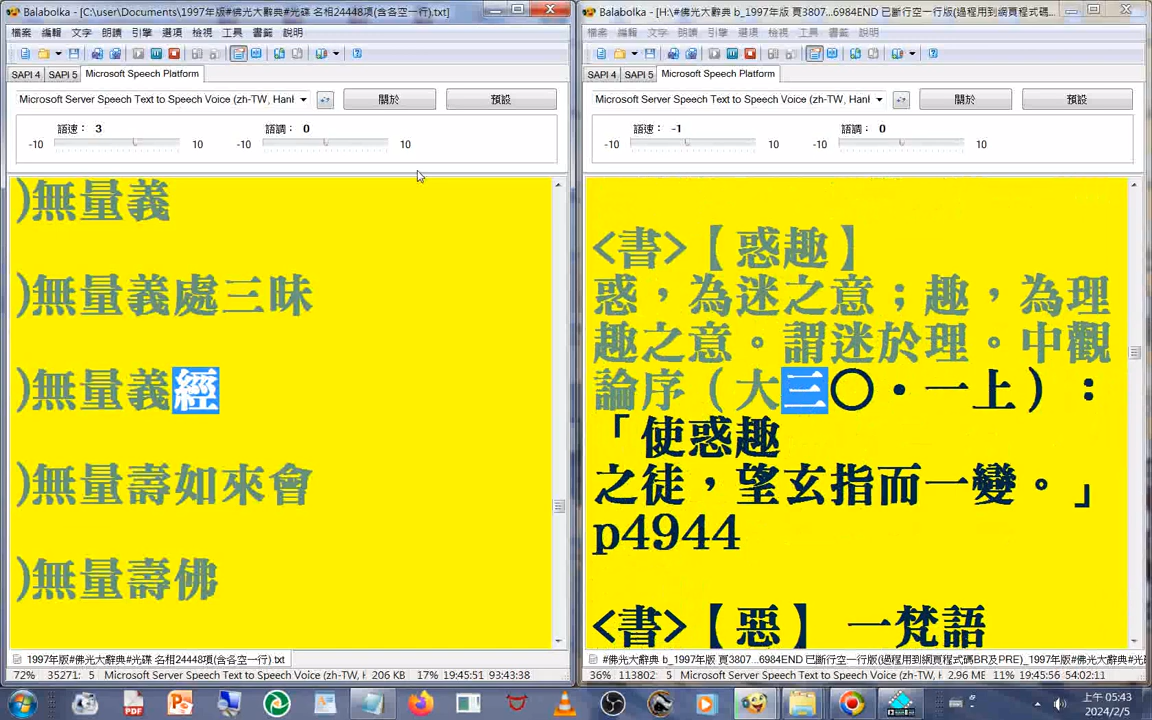 Balabolka - [C:\user\Documents\1997年版#佛光大辭典#光碟 名相24448項(含各空一行).txt]
檔案 編輯 文字 朗讀 引擎 選項 檢視 工具 書籤 說明
SAPI 4 SAPI 5 Microsoft Speech Platform
Microsoft Server Speech Text to Speech Voice (zh-TW, Hanl 關於 預設
語速： 3 語調： 0
-10 10 -10 10
)無量義
)無量義處三昧
)無量義經
)無量壽如來會
)無量壽佛
1997年版#佛光大辭典#光碟 名相24448項(含各空一行).txt
72% 35271: 5 Microsoft Server Speech Text to Speech Voice (zh-TW, H 206 KB 17% 19:45:51 93:43:38
Balabolka - [H:\#佛光大辭典 b_1997年版 頁3807...6984END 已斷行空一行版(過程用到網頁程式碼...
檔案 編輯 文字 朗讀 引擎 選項 檢視 工具 書籤 說明
SAPI 4 SAPI 5 Microsoft Speech Platform
Microsoft Server Speech Text to Speech Voice (zh-TW, Hanl 關於 預設
語速： -1 語調： 0
-10 10 -10 10
<書>【惑趣】
惑，為迷之意；趣，為理
趣之意。謂迷於理。中觀
論序（大三〇・一上）：
「使惑趣
之徒，望玄指而一變。」
p4944
<書>【惡】 一梵語
#佛光大辭典 b_1997年版 頁3807...6984END 已斷行空一行版(過程用到網頁程式碼BR及PRE)_1997年版#光
36% 113802: 5 Microsoft Server Speech Text to Speech Voice (zh-TW, H 2.96 ME 11% 19:56:44 54:02:11
上午 05:43
2024/2/5